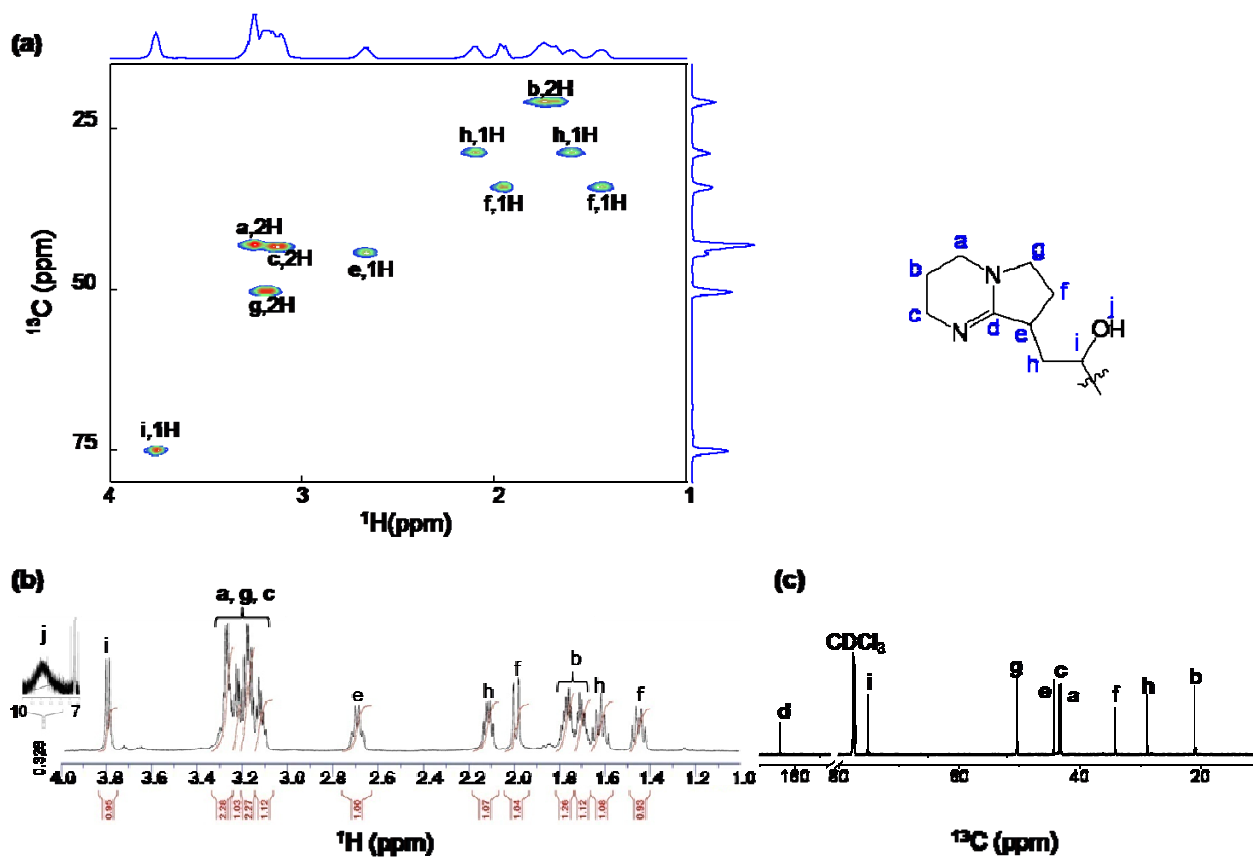 (a)
b,2H
25
h,1H
h,1H
f,1H
f,1H
a,2H
c,2H
e,1H
50
g,2H
75
i,1H
¹³C (ppm)
4
3
2
1
¹H(ppm)
a
g
b
N
f
j
c
N
d
e
i
OH
h
(b)
a, g, c
j
i
e
h
f
b
h
f
10
7
0.329
4.0 3.8 3.6 3.4 3.2 3.0 2.8 2.6 2.4 2.2 2.0 1.8 1.6 1.4 1.2 1.0
0.95 2.28 1.03 2.27 1.12 1.00 1.07 1.04 1.26 1.12 1.08 0.93
¹H (ppm)
(c)
CDCl₃
d
i
g
e
c
a
f
h
b
160 80 60 40 20
¹³C (ppm)